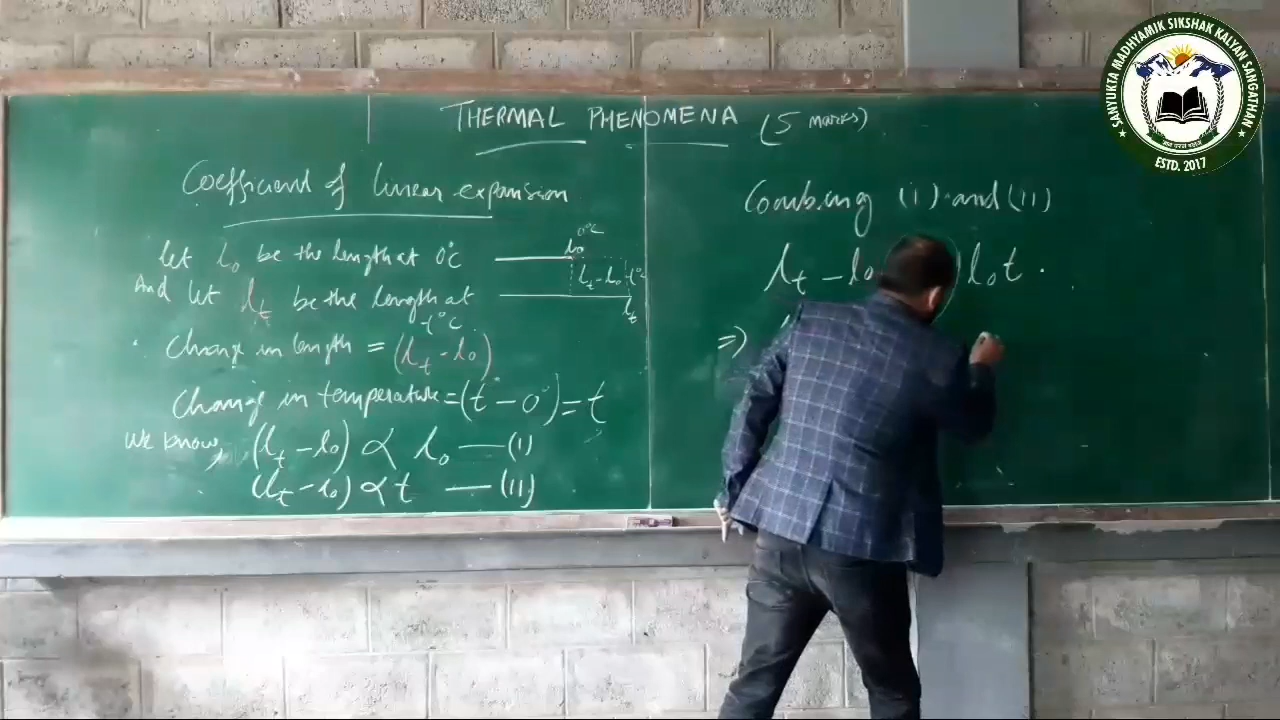 THERMAL PHENOMENA (5 marks)
Coefficient of linear expansion
Let l₀ be the length at 0°C
And let lₜ be the length at
t°C
Change in length = (lₜ - l₀)
Change in temperature = (t° - 0°) = t
We know, (lₜ - l₀) ∝ l₀ — (I)
(lₜ - l₀) ∝ t — (II)
0°C
l₀
lₜ - l₀
t°C
lₜ
Combing (I) and (II)
lₜ - l₀ l₀t.
⇒
SANYUKTA MADHYAMIK SIKSHAK KALYAN SANGATHAN
ESTD. 2017